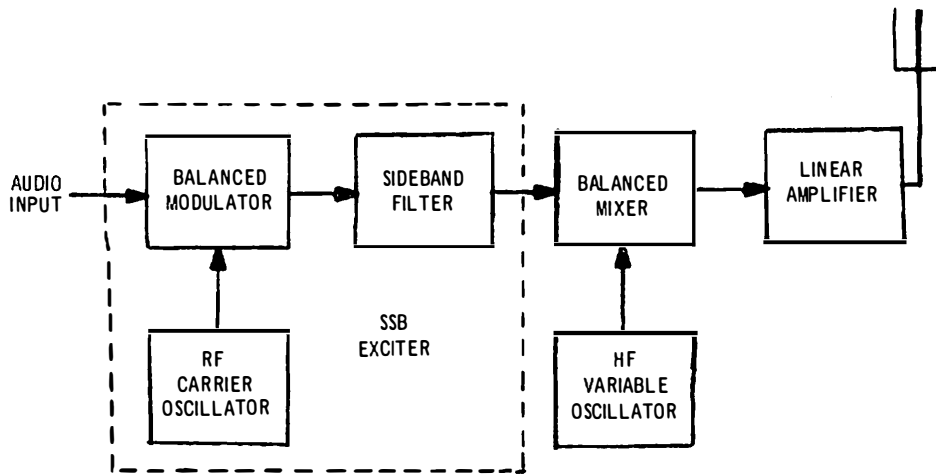 AUDIO
INPUT
BALANCED
MODULATOR
SIDEBAND
FILTER
BALANCED
MIXER
LINEAR
AMPLIFIER
RF
CARRIER
OSCILLATOR
SSB
EXCITER
HF
VARIABLE
OSCILLATOR